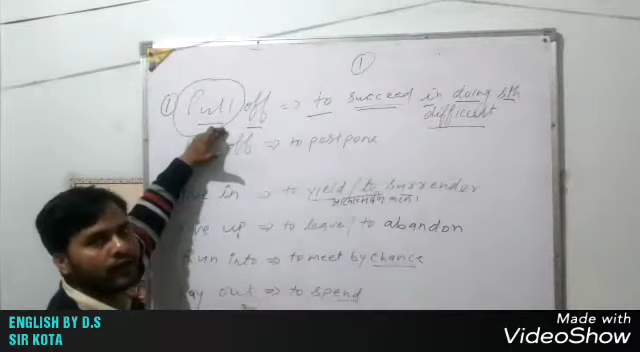 ①
① Pull off => to succeed in doing sth
difficult
off => to postpone
in => to yield / to surrender
आत्मसमर्पण करना
up => to leave / to abandon
Run into => to meet by chance
out => to spend
ENGLISH BY D.S
SIR KOTA
Made with
VideoShow